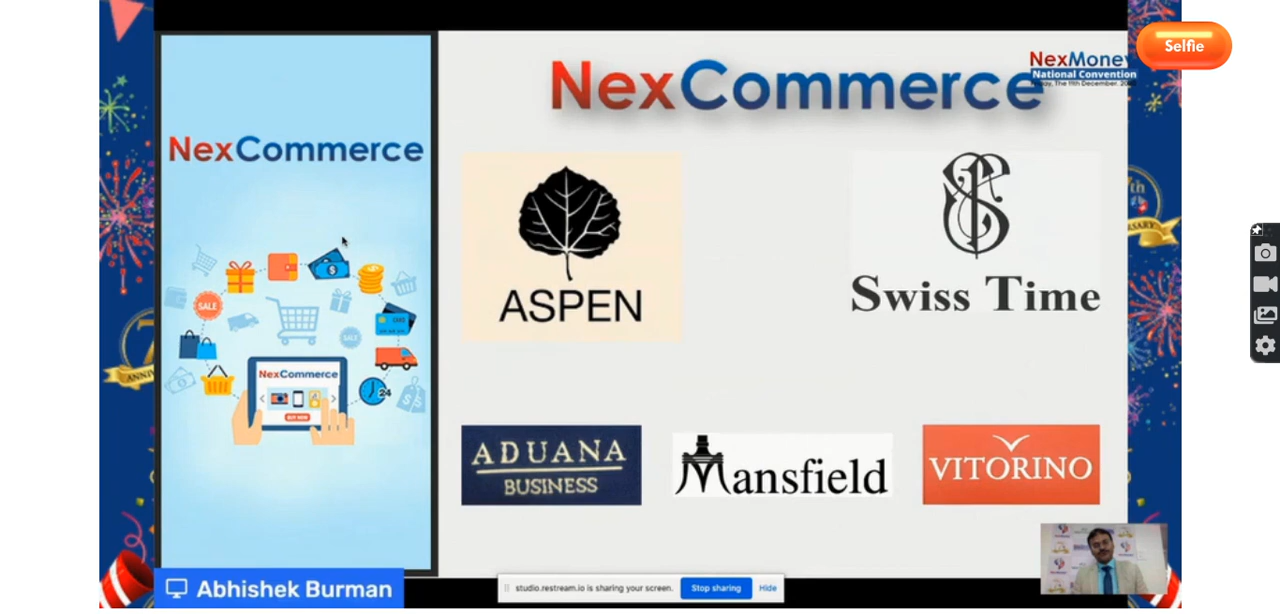 Selfie
NexMoney
National Convention
NexCommerce
NexCommerce
ASPEN
Swiss Time
SALE
SALE
24
NexCommerce
BUY NOW
ADUANA
BUSINESS
Mansfield
VITORINO
Abhishek Burman
studio.restream.io is sharing your screen.
Stop sharing
Hide